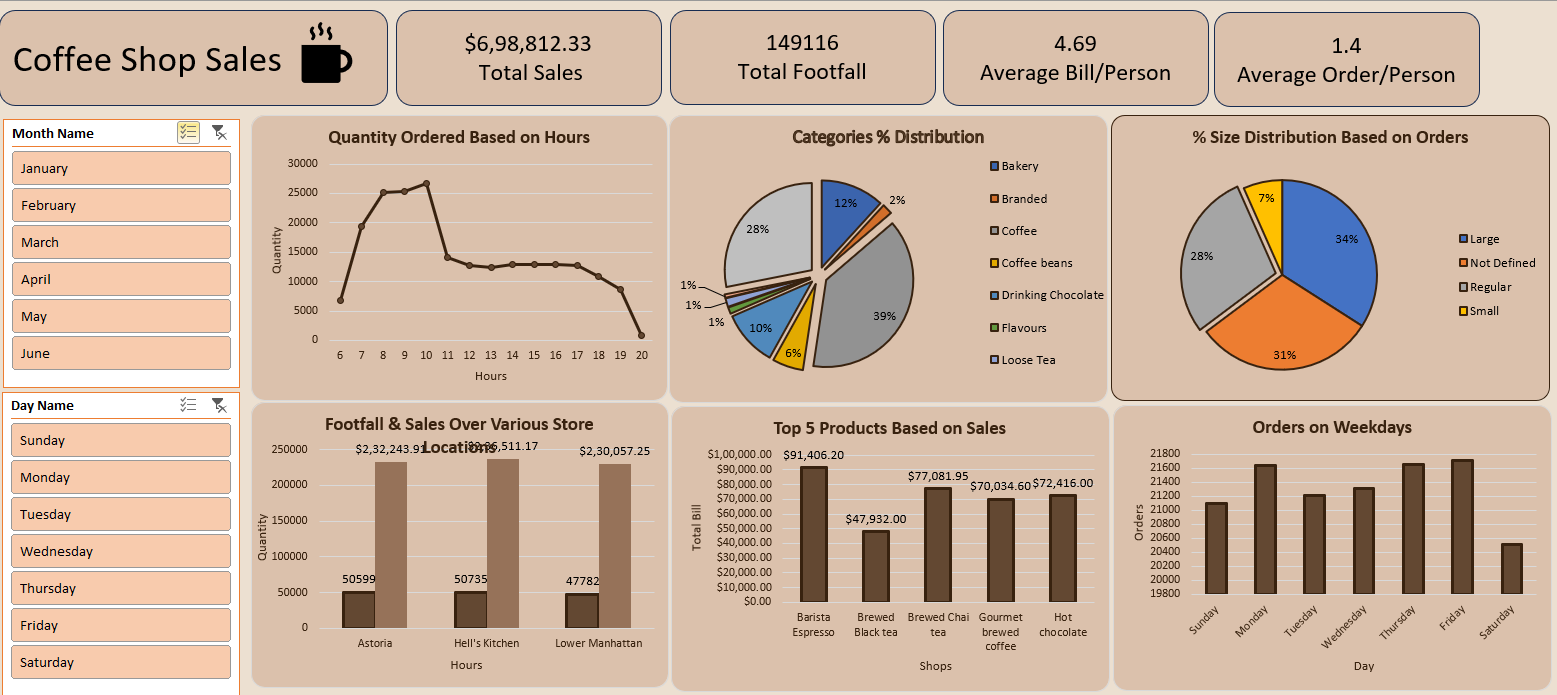 Coffee Shop Sales
$6,98,812.33
Total Sales
149116
Total Footfall
4.69
Average Bill/Person
1.4
Average Order/Person
Month Name
January
February
March
April
May
June
Day Name
Sunday
Monday
Tuesday
Wednesday
Thursday
Friday
Saturday
Quantity Ordered Based on Hours
30000
25000
20000
15000
10000
5000
0
Quantity
6 7 8 9 10 11 12 13 14 15 16 17 18 19 20
Hours
Categories % Distribution
12%
2%
39%
6%
10%
1%
1%
1%
28%
Bakery
Branded
Coffee
Coffee beans
Drinking Chocolate
Flavours
Loose Tea
% Size Distribution Based on Orders
34%
31%
28%
7%
Large
Not Defined
Regular
Small
Footfall & Sales Over Various Store
Locations
250000
200000
150000
100000
50000
0
Quantity
$2,32,243.91
$2,36,511.17
$2,30,057.25
50599
50735
47782
Astoria Hell's Kitchen Lower Manhattan
Hours
Top 5 Products Based on Sales
$1,00,000.00
$90,000.00
$80,000.00
$70,000.00
$60,000.00
$50,000.00
$40,000.00
$30,000.00
$20,000.00
$10,000.00
$0.00
Total Bill
$91,406.20
$47,932.00
$77,081.95
$70,034.60
$72,416.00
Barista
Espresso
Brewed
Black tea
Brewed Chai
tea
Gourmet
brewed
coffee
Hot
chocolate
Shops
Orders on Weekdays
21800
21600
21400
21200
21000
20800
20600
20400
20200
20000
19800
Orders
Sunday
Monday
Tuesday
Wednesday
Thursday
Friday
Saturday
Day